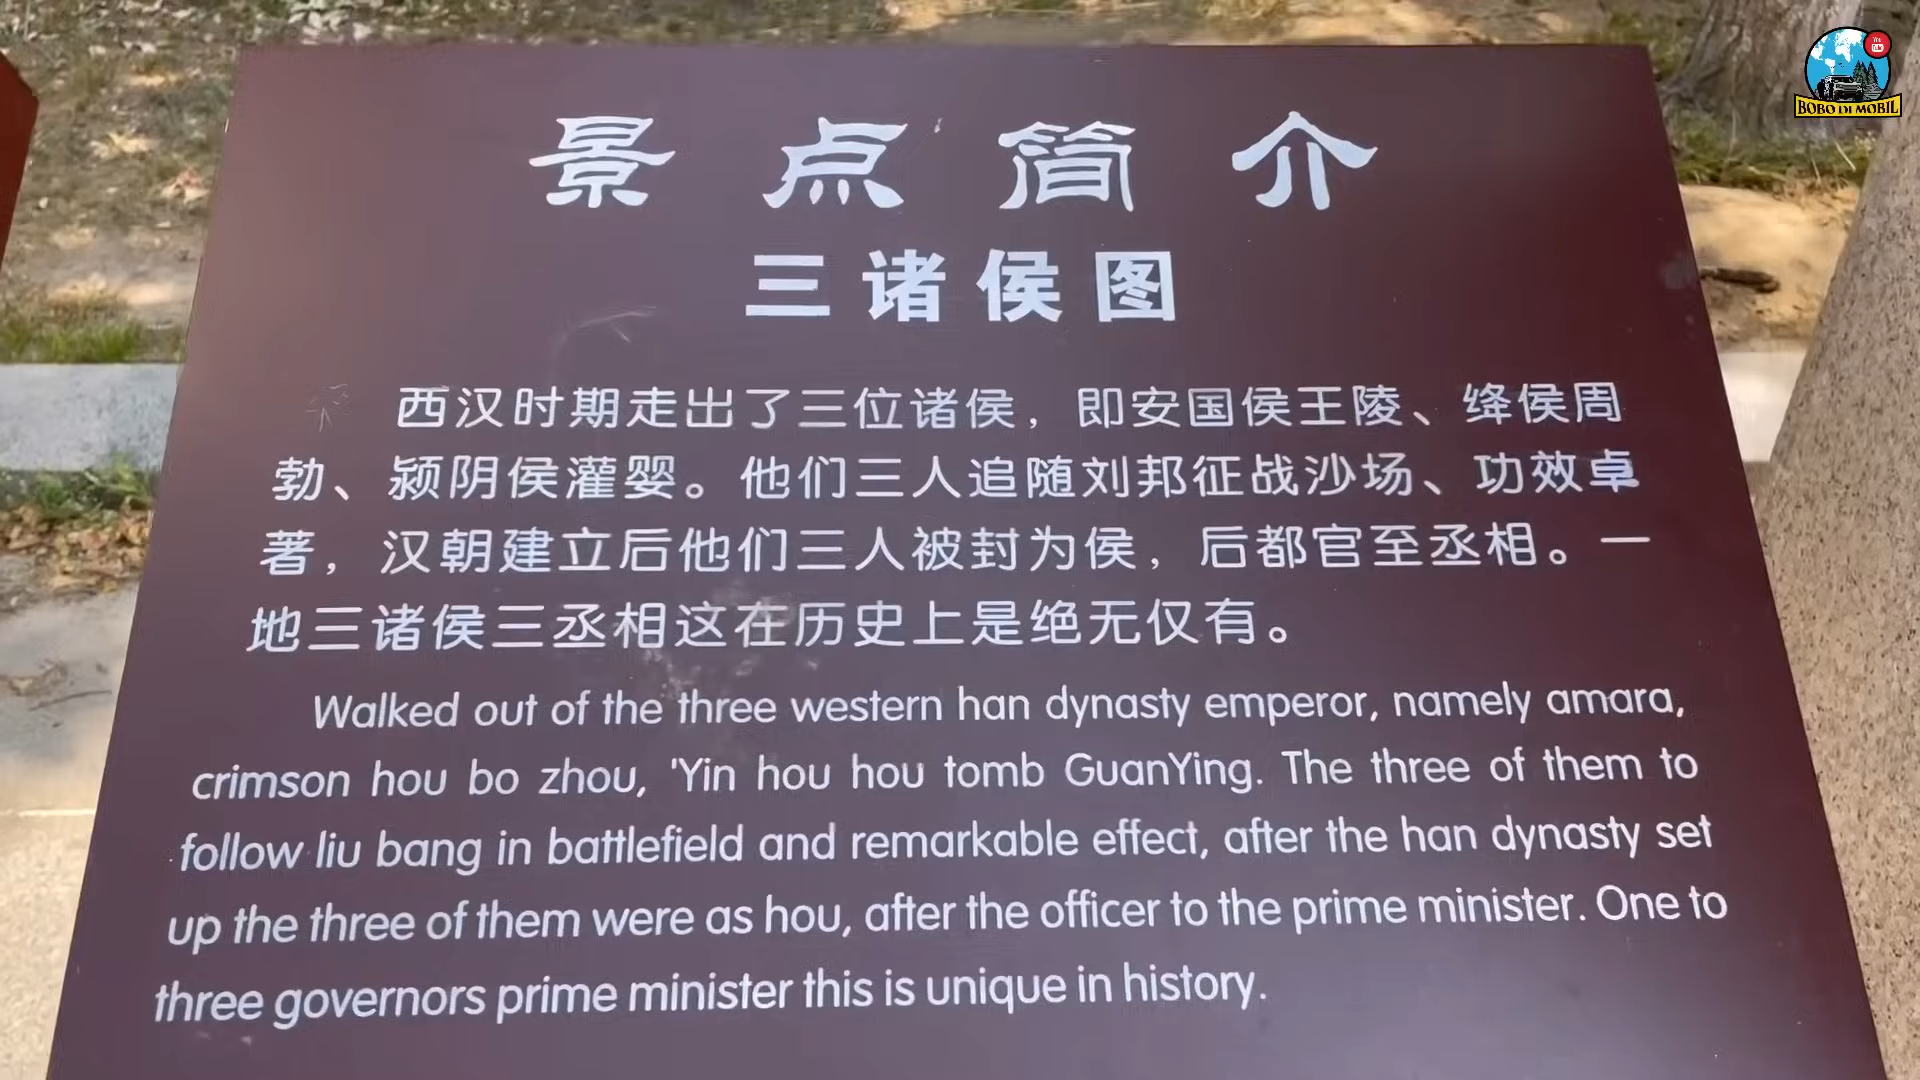 景点简介
三诸侯图
西汉时期走出了三位诸侯，即安国侯王陵、绛侯周
勃、颍阴侯灌婴。他们三人追随刘邦征战沙场、功效卓
著，汉朝建立后他们三人被封为侯，后都官至丞相。一
地三诸侯三丞相这在历史上是绝无仅有。
Walked out of the three western han dynasty emperor, namely amara,
crimson hou bo zhou, 'Yin hou hou tomb GuanYing. The three of them to
follow liu bang in battlefield and remarkable effect, after the han dynasty set
up the three of them were as hou, after the officer to the prime minister. One to
three governors prime minister this is unique in history.
You
Tube
BOBO DI MOBIL